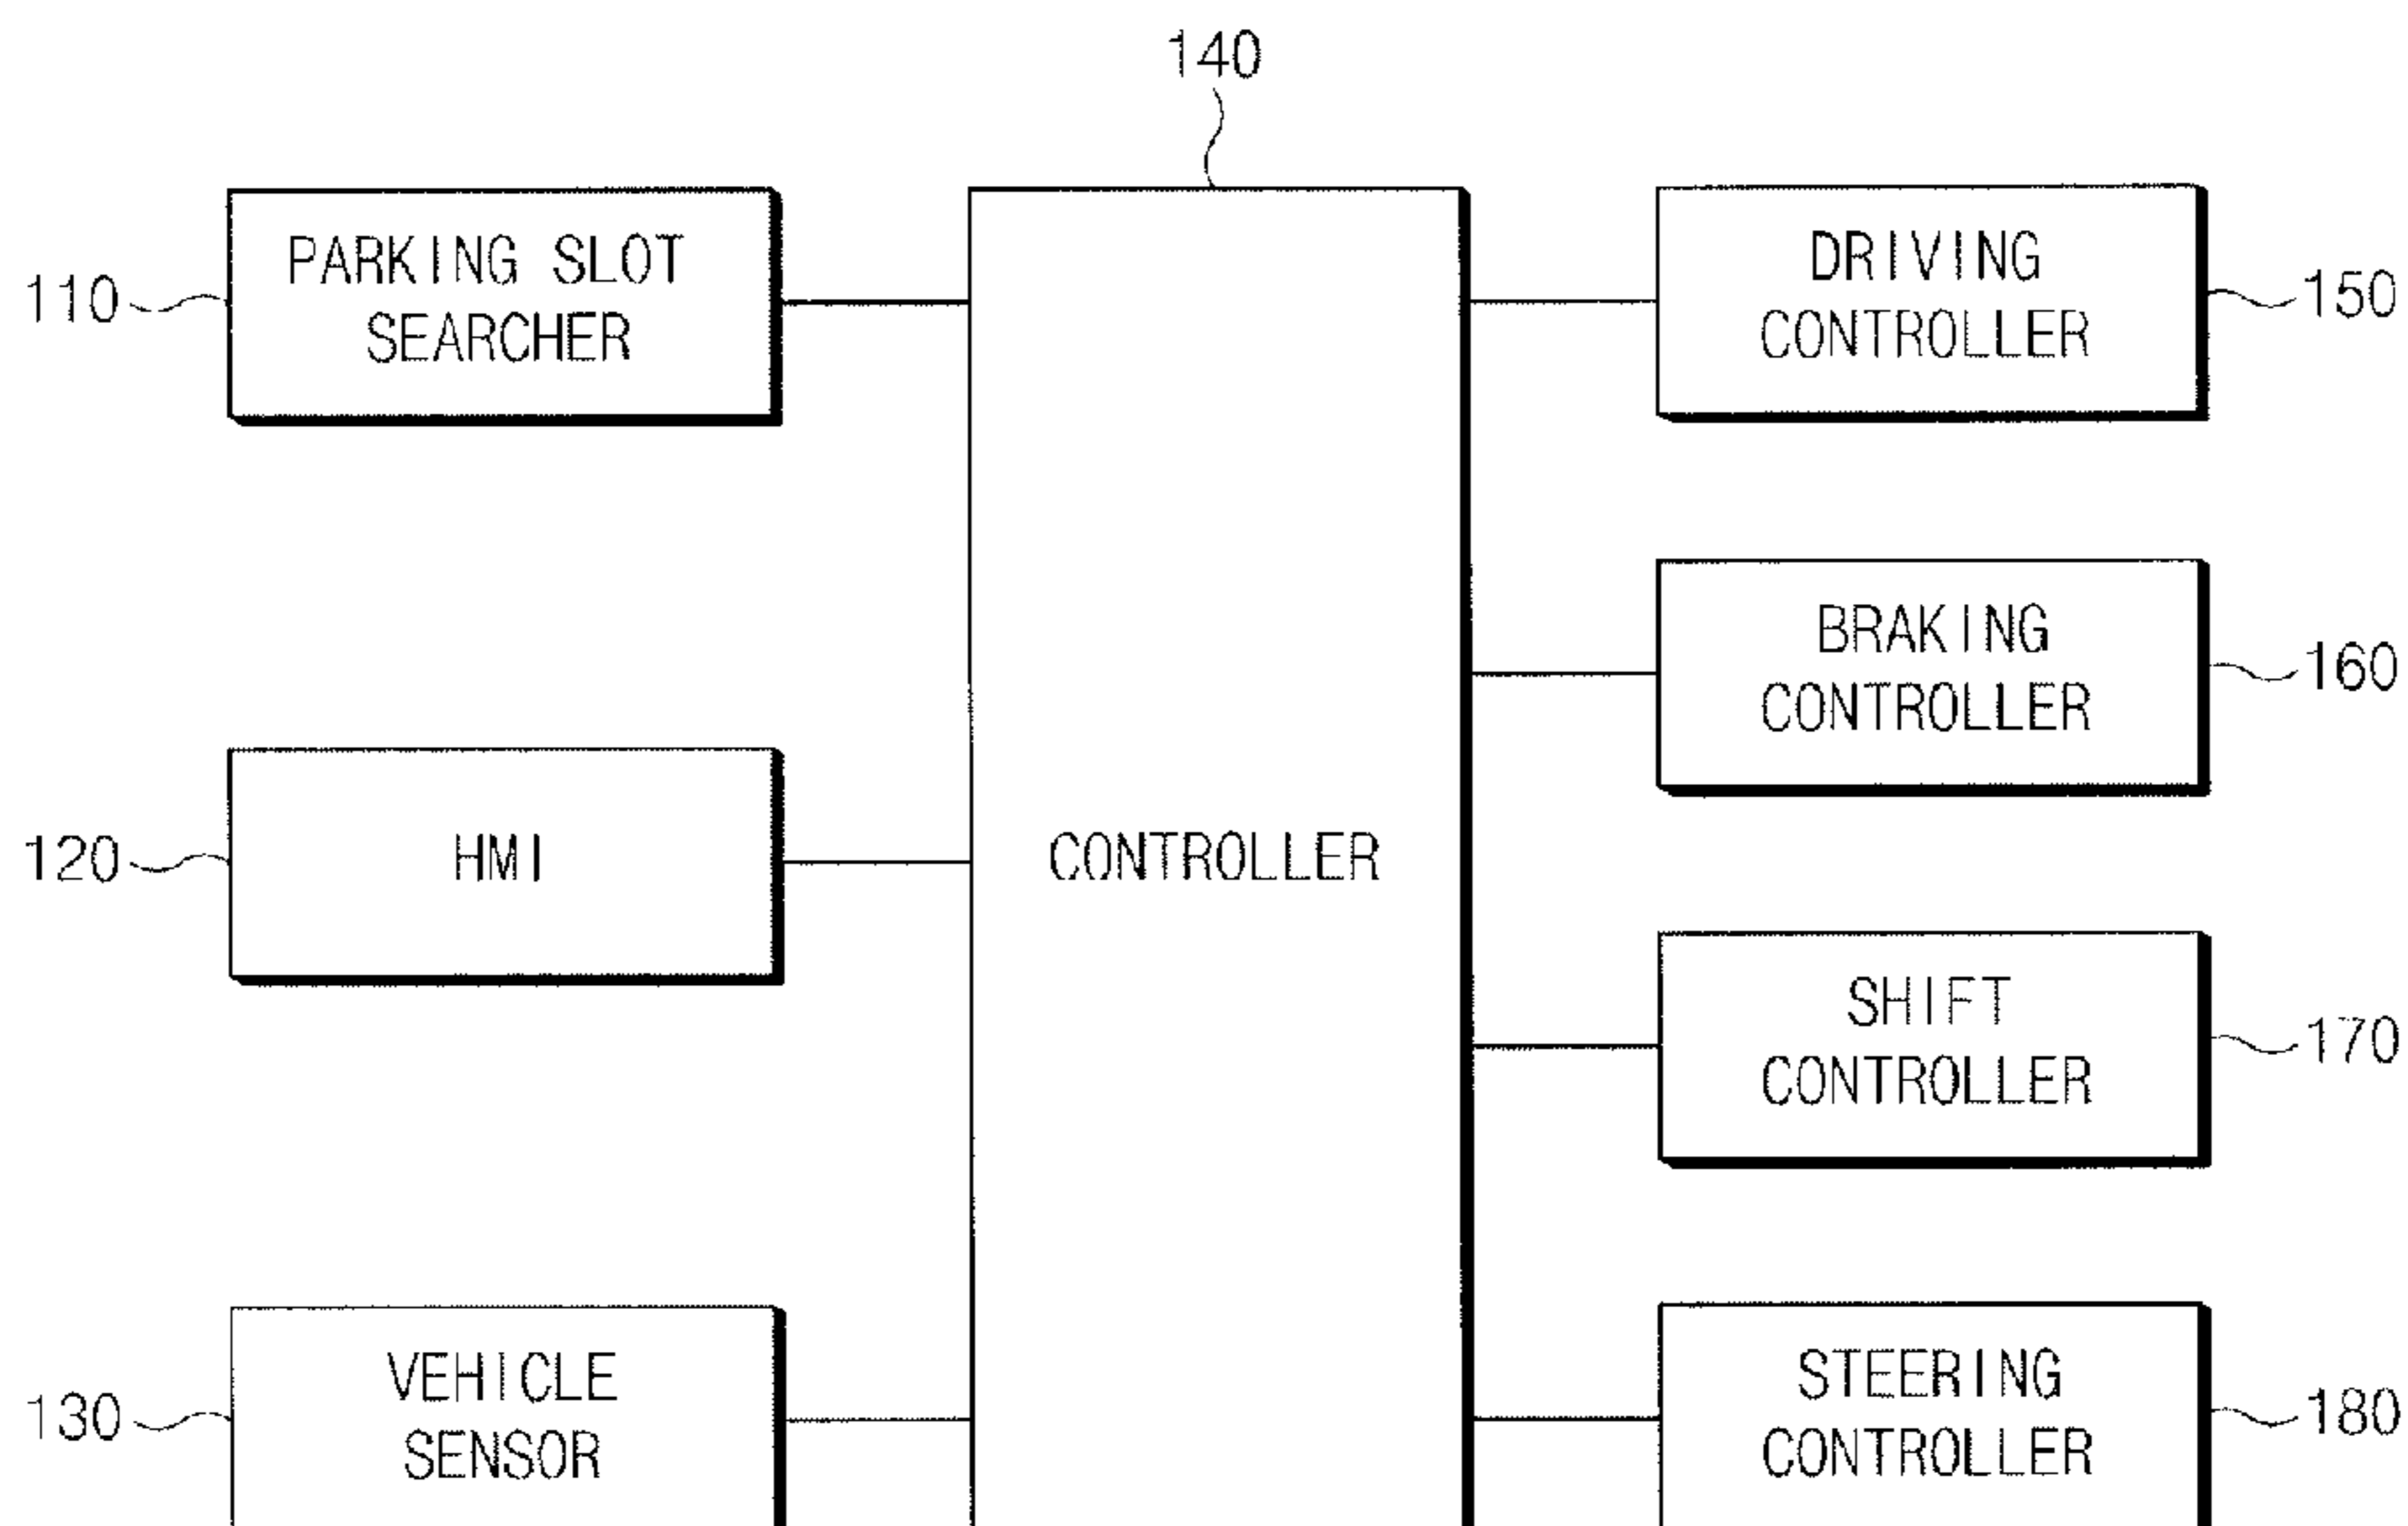 140
PARKING SLOT
SEARCHER
110
DRIVING
CONTROLLER
150
BRAKING
CONTROLLER
160
HMI
120
CONTROLLER
SHIFT
CONTROLLER
170
VEHICLE
SENSOR
130
STEERING
CONTROLLER
180